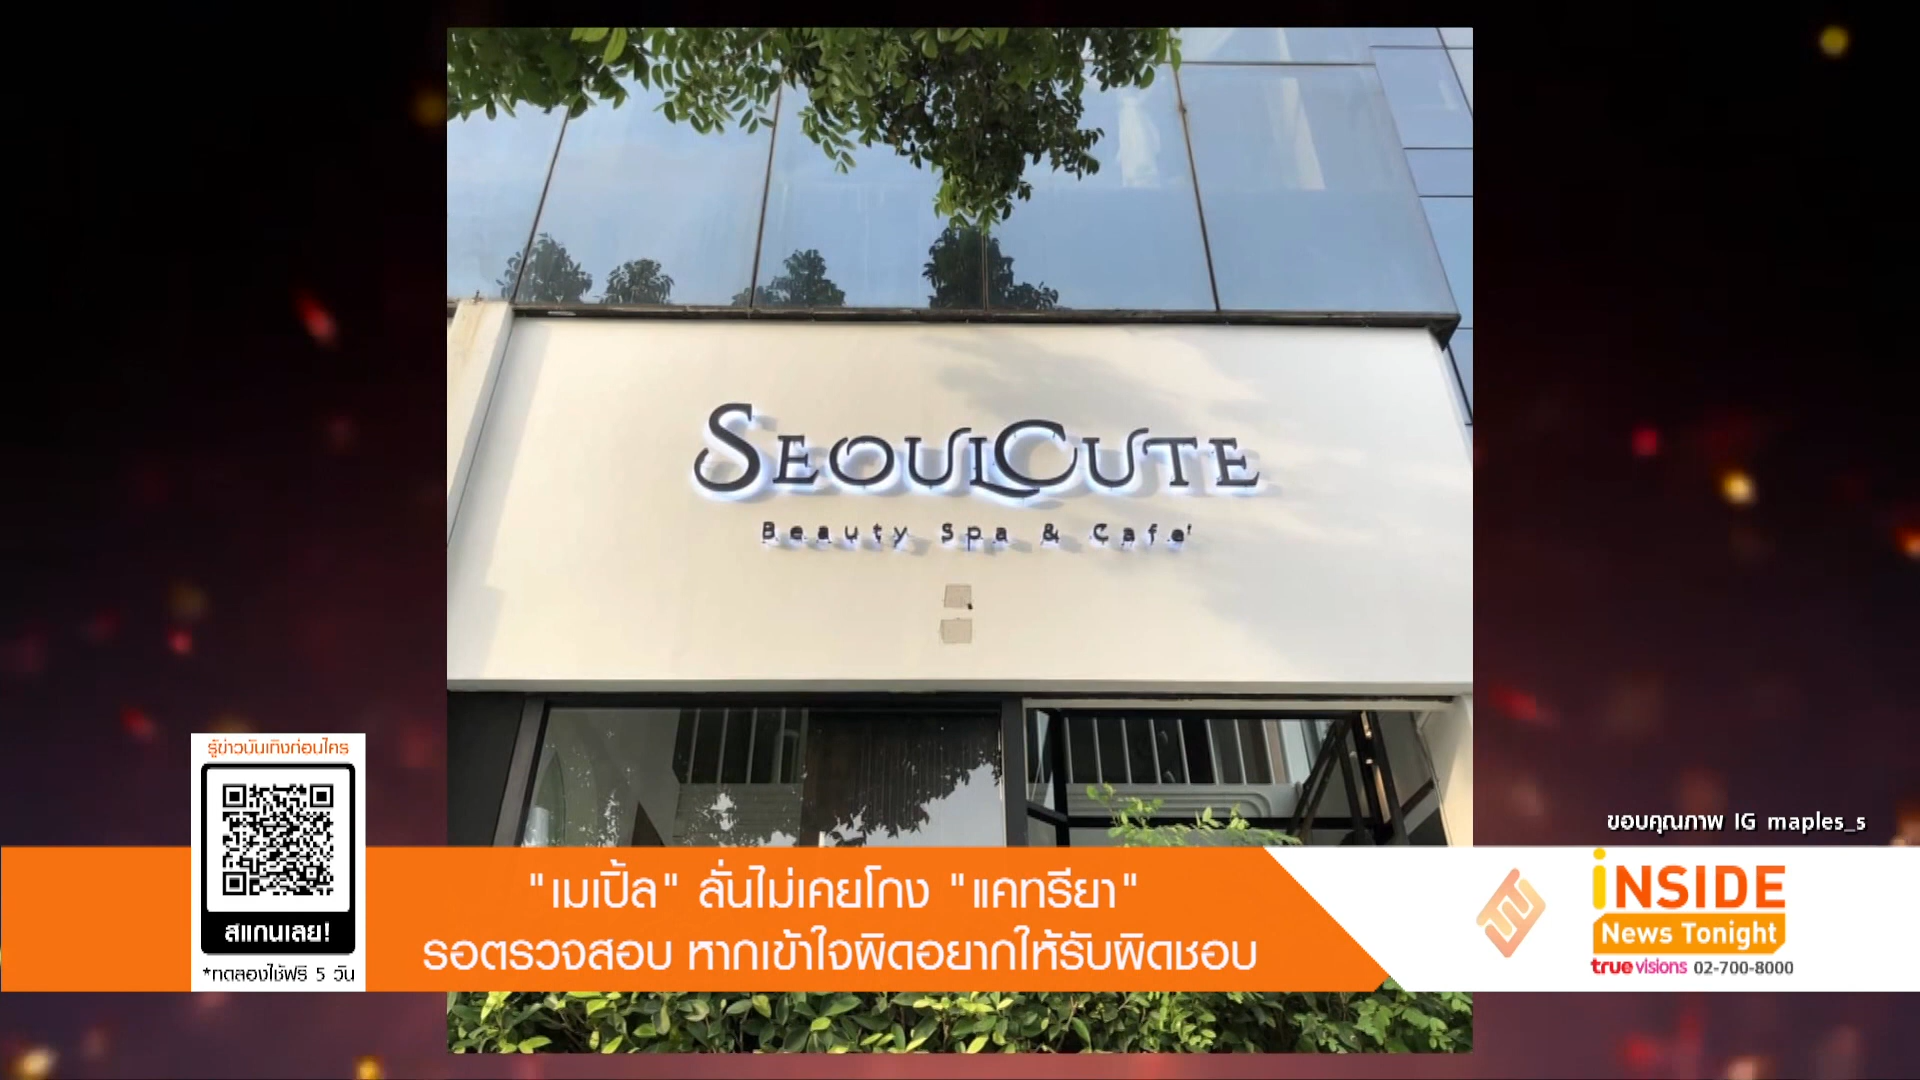 SEOULCUTE
Beauty Spa & Cafe'
รู้ข่าวบันเทิงก่อนใคร
สแกนเลย!
*ทดลองใช้ฟรี 5 วัน
ขอบคุณภาพ IG maples_s
"เมเปิ้ล" ลั่นไม่เคยโกง "แคทรียา"
รอตรวจสอบ หากเข้าใจผิดอยากให้รับผิดชอบ
iNSIDE
News Tonight
truevisions 02-700-8000